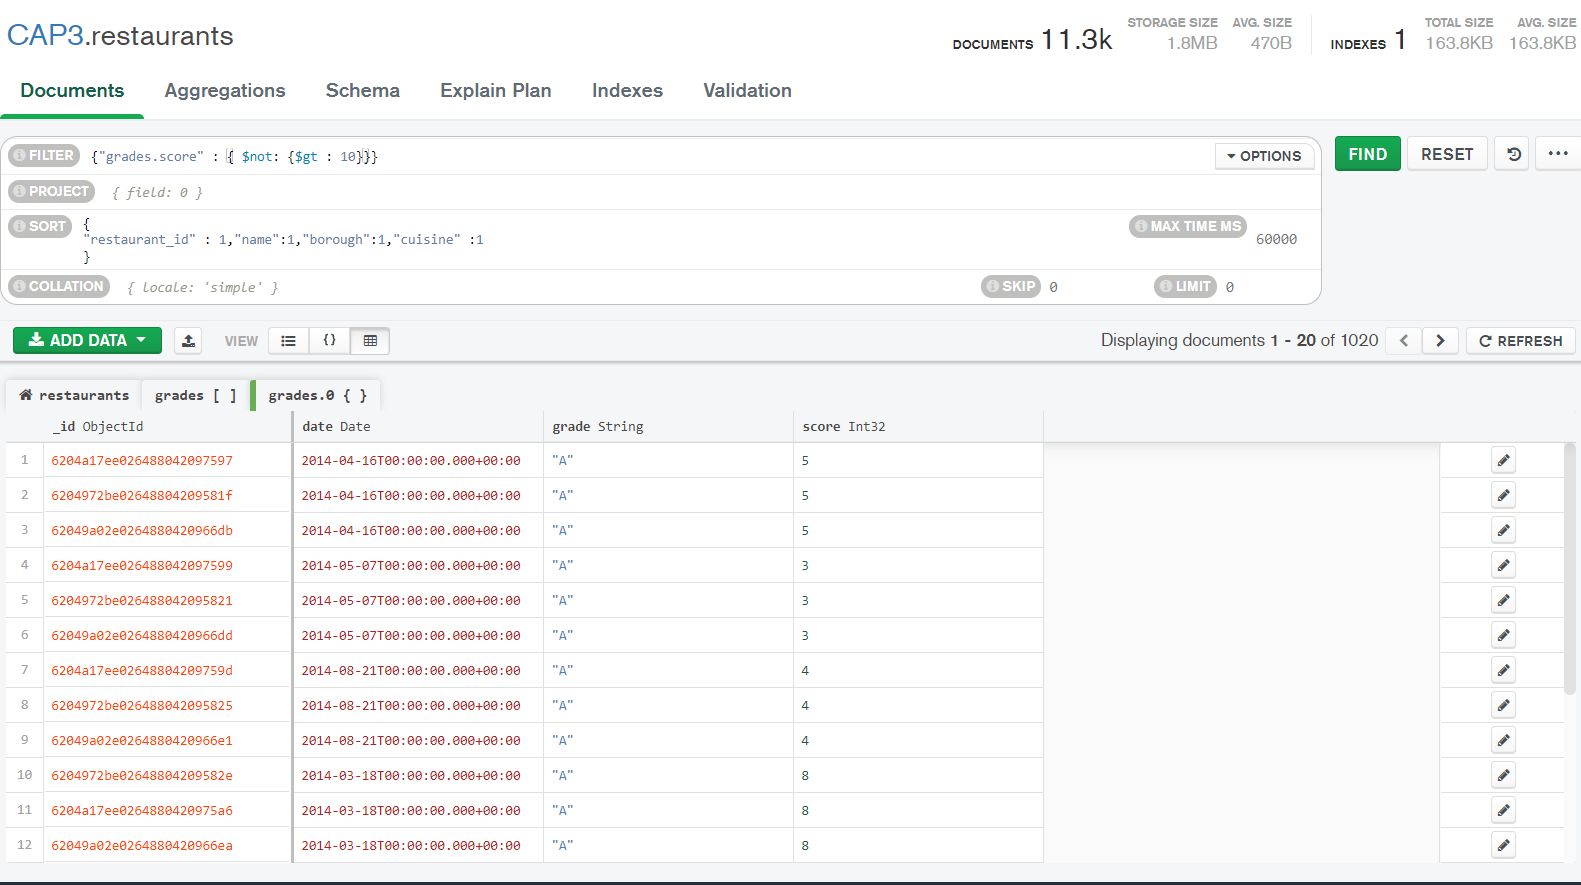 CAP3.restaurants
DOCUMENTS 11.3k STORAGE SIZE 1.8MB AVG. SIZE 470B INDEXES 1 TOTAL SIZE 163.8KB AVG. SIZE 163.8KB
Documents Aggregations Schema Explain Plan Indexes Validation
FILTER {"grades.score" : { $not: {$gt : 10}}} OPTIONS FIND RESET ...
PROJECT { field: 0 }
SORT {
"restaurant_id" : 1,"name":1,"borough":1,"cuisine" :1
}
MAX TIME MS 60000
COLLATION { locale: 'simple' } SKIP 0 LIMIT 0
ADD DATA VIEW {} Displaying documents 1 - 20 of 1020 < > REFRESH
restaurants grades [ ] grades.0 { }
_id ObjectId date Date grade String score Int32
1 6204a17ee026488042097597 2014-04-16T00:00:00.000+00:00 "A" 5
2 6204972be02648804209581f 2014-04-16T00:00:00.000+00:00 "A" 5
3 62049a02e0264880420966db 2014-04-16T00:00:00.000+00:00 "A" 5
4 6204a17ee026488042097599 2014-05-07T00:00:00.000+00:00 "A" 3
5 6204972be026488042095821 2014-05-07T00:00:00.000+00:00 "A" 3
6 62049a02e0264880420966dd 2014-05-07T00:00:00.000+00:00 "A" 3
7 6204a17ee02648804209759d 2014-08-21T00:00:00.000+00:00 "A" 4
8 6204972be026488042095825 2014-08-21T00:00:00.000+00:00 "A" 4
9 62049a02e0264880420966e1 2014-08-21T00:00:00.000+00:00 "A" 4
10 6204972be02648804209582e 2014-03-18T00:00:00.000+00:00 "A" 8
11 6204a17ee0264880420975a6 2014-03-18T00:00:00.000+00:00 "A" 8
12 62049a02e0264880420966ea 2014-03-18T00:00:00.000+00:00 "A" 8